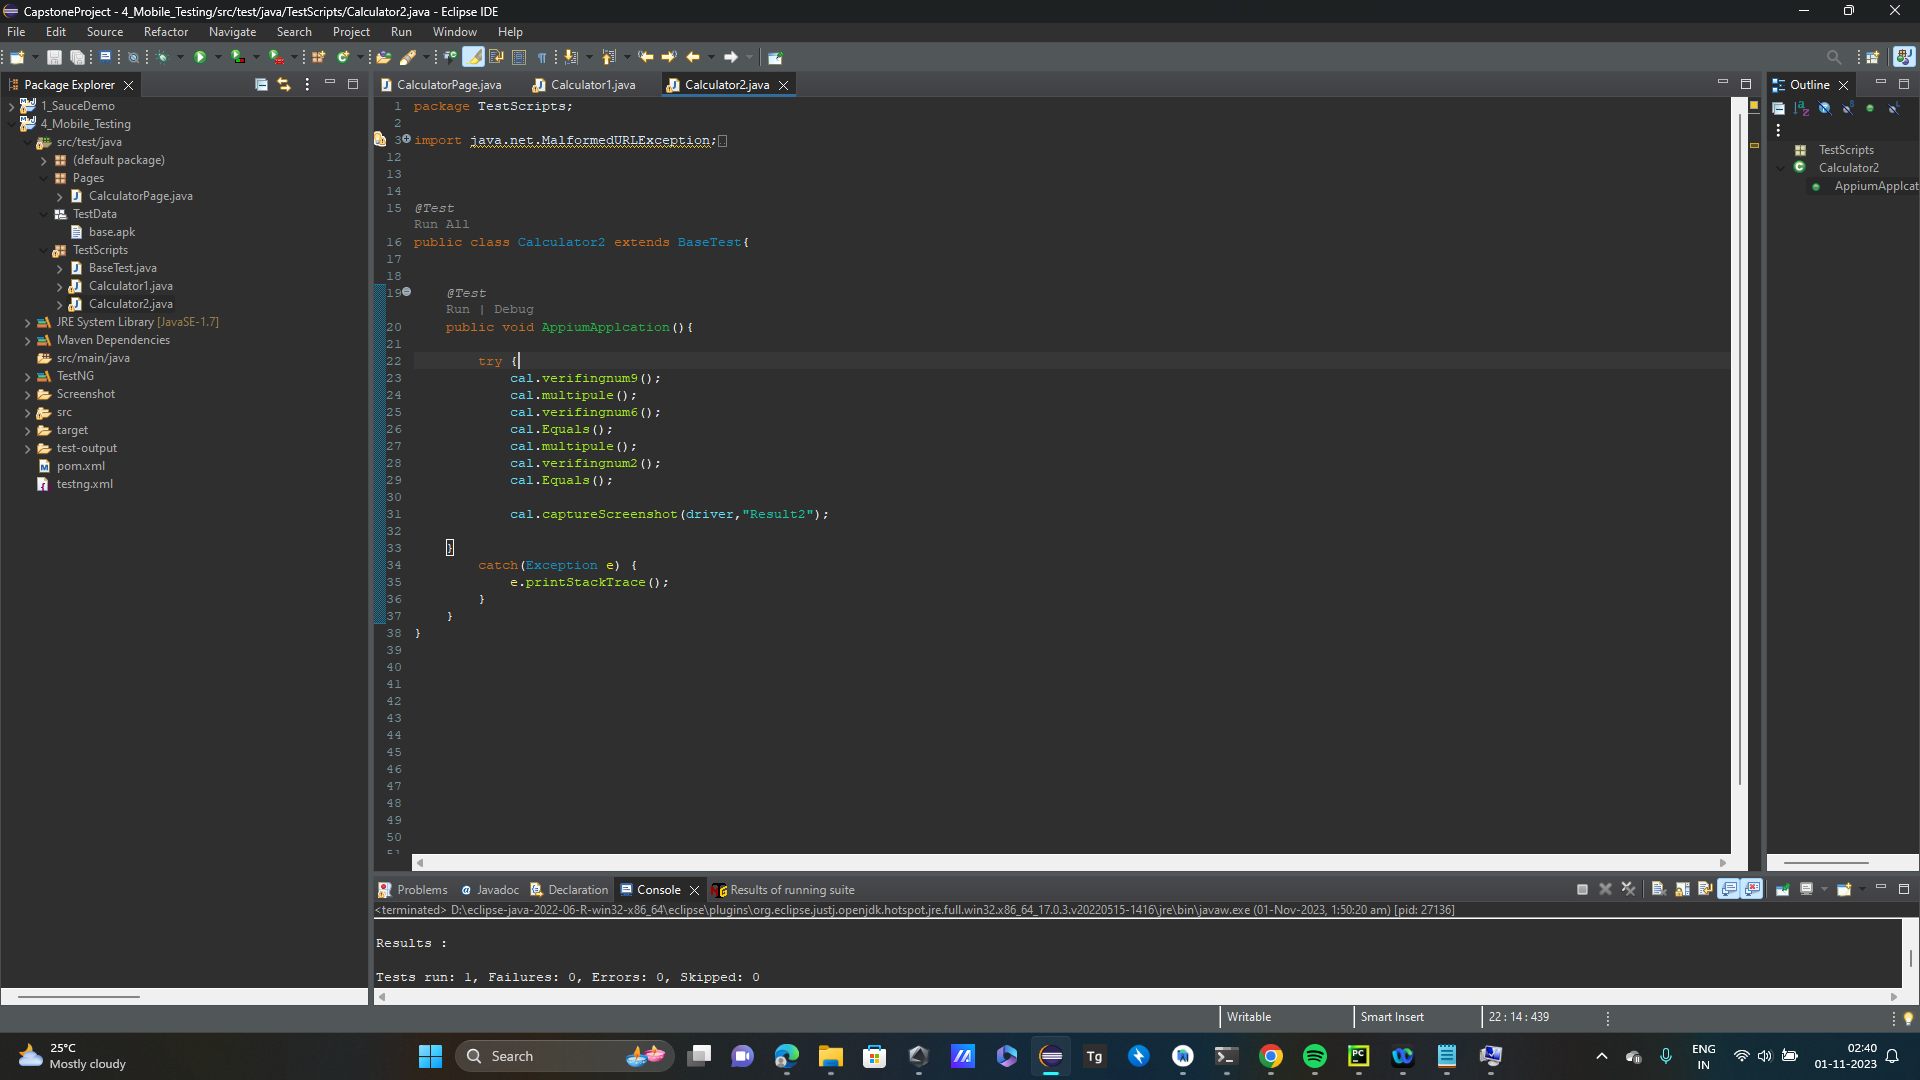 CapstoneProject - 4_Mobile_Testing/src/test/java/TestScripts/Calculator2.java - Eclipse IDE
File Edit Source Refactor Navigate Search Project Run Window Help
Package Explorer
1_SauceDemo
4_Mobile_Testing
src/test/java
(default package)
Pages
CalculatorPage.java
TestData
base.apk
TestScripts
BaseTest.java
Calculator1.java
Calculator2.java
JRE System Library [JavaSE-1.7]
Maven Dependencies
src/main/java
TestNG
Screenshot
src
target
test-output
pom.xml
testng.xml
CalculatorPage.java Calculator1.java Calculator2.java
1 package TestScripts;
2
3 import java.net.MalformedURLException;
12
13
14
15 @Test
Run All
16 public class Calculator2 extends BaseTest{
17
18
19 @Test
Run | Debug
20 public void AppiumApplcation(){
21
22 try {
23 cal.verifingnum9();
24 cal.multipule();
25 cal.verifingnum6();
26 cal.Equals();
27 cal.multipule();
28 cal.verifingnum2();
29 cal.Equals();
30
31 cal.captureScreenshot(driver,"Result2");
32
33 }
34 catch(Exception e) {
35 e.printStackTrace();
36 }
37 }
38 }
39
40
41
42
43
44
45
46
47
48
49
50
51
Outline
TestScripts
Calculator2
AppiumApplcat
Problems Javadoc Declaration Console Results of running suite
<terminated> D:\eclipse-java-2022-06-R-win32-x86_64\eclipse\plugins\org.eclipse.justj.openjdk.hotspot.jre.full.win32.x86_64_17.0.3.v20220515-1416\jre\bin\javaw.exe (01-Nov-2023, 1:50:20 am) [pid: 27136]
Results :
Tests run: 1, Failures: 0, Errors: 0, Skipped: 0
Writable Smart Insert 22 : 14 : 439
25°C
Mostly cloudy
Search
Tg
PC
ENG
IN
02:40
01-11-2023